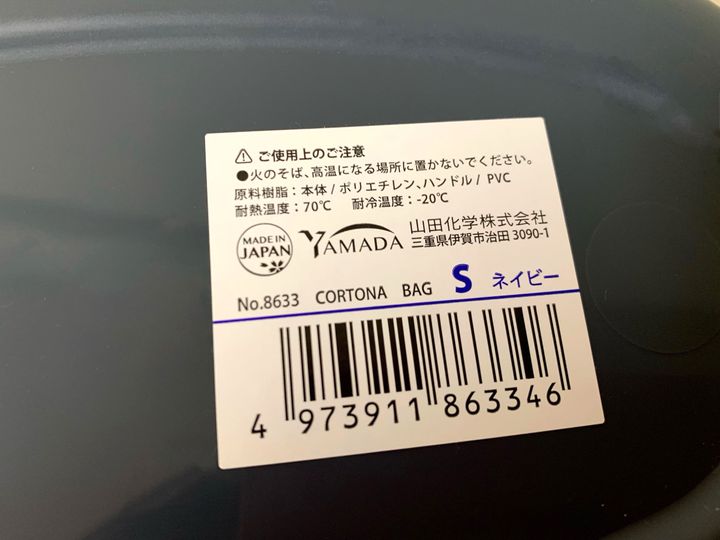 ⚠ ご使用上のご注意
●火のそば、高温になる場所に置かないでください。
原料樹脂：本体/ポリエチレン、ハンドル/ PVC
耐熱温度：70℃　耐冷温度：-20℃
MADE IN
JAPAN
YAMADA
山田化学株式会社
三重県伊賀市治田 3090-1
No.8633 CORTONA BAG S ネイビー
4 973911 863346